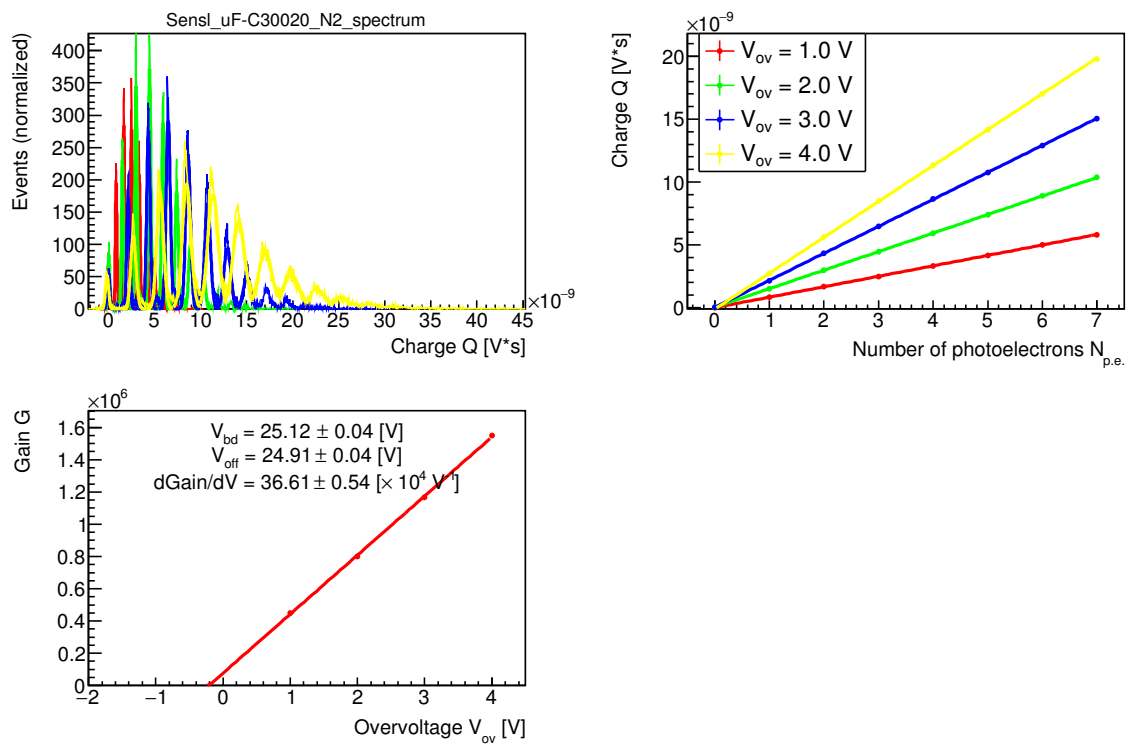 Sensl_uF-C30020_N2_spectrum
Events (normalized)
400
350
300
250
200
150
100
50
0
0 5 10 15 20 25 30 35 40 45
×10⁻⁹
Charge Q [V*s]
×10⁻⁹
Charge Q [V*s]
20
15
10
5
0
V_ov = 1.0 V
V_ov = 2.0 V
V_ov = 3.0 V
V_ov = 4.0 V
0 1 2 3 4 5 6 7
Number of photoelectrons N_p.e.
×10⁶
Gain G
1.6
1.4
1.2
1
0.8
0.6
0.4
0.2
0
V_bd = 25.12 ± 0.04 [V]
V_off = 24.91 ± 0.04 [V]
dGain/dV = 36.61 ± 0.54 [× 10⁴ V⁻¹]
−2 −1 0 1 2 3 4
Overvoltage V_ov [V]